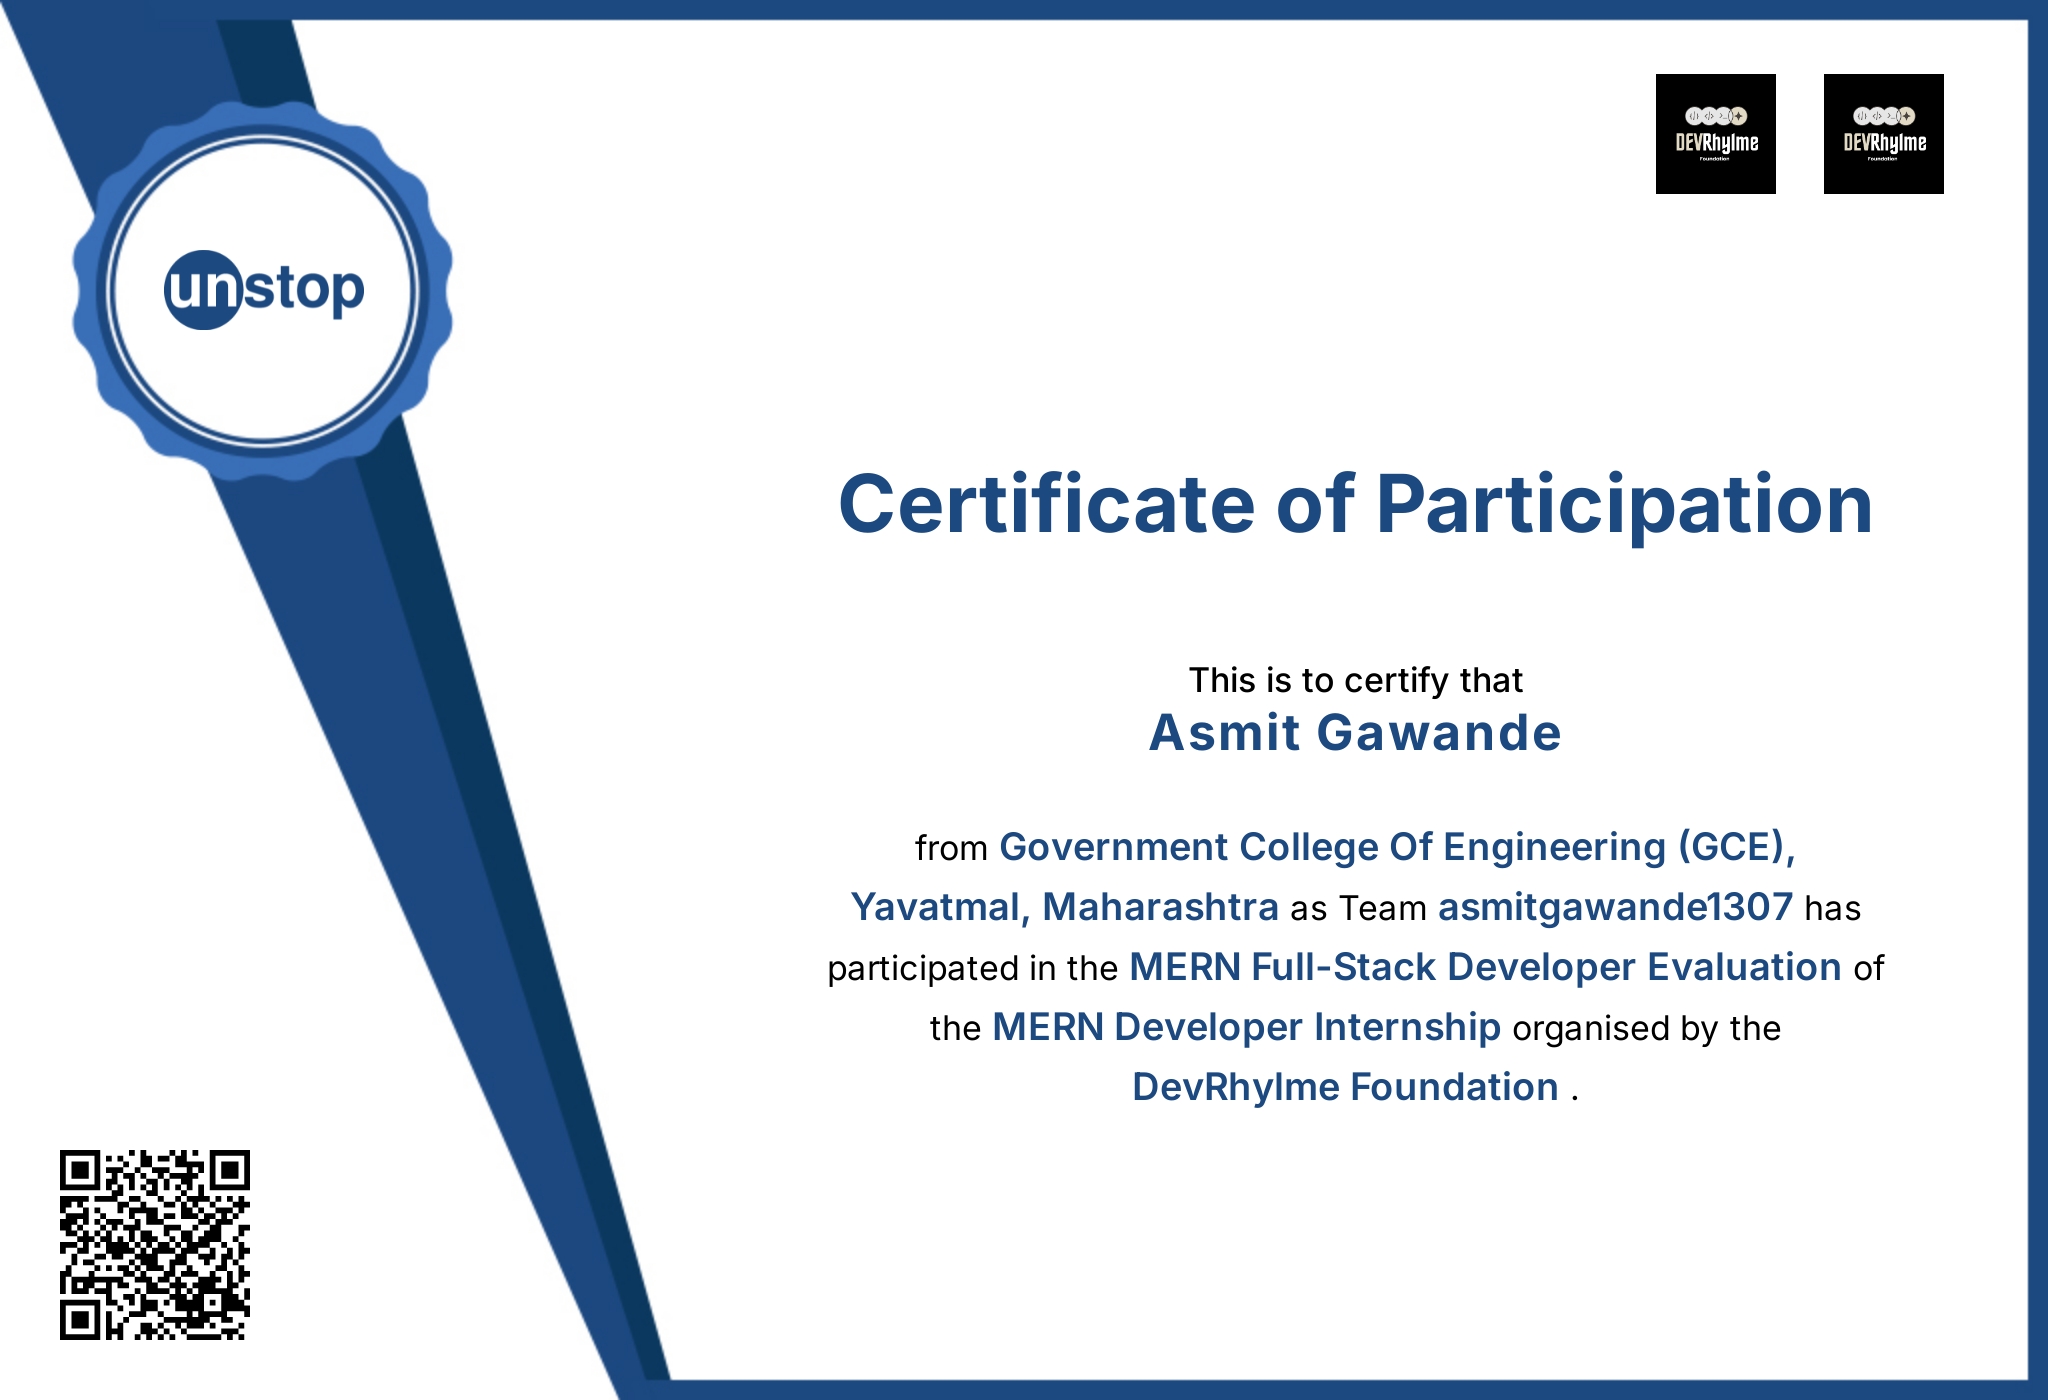 DEVRhylme
Foundation
DEVRhylme
Foundation
unstop
Certificate of Participation
This is to certify that
Asmit Gawande
from Government College Of Engineering (GCE),
Yavatmal, Maharashtra as Team asmitgawande1307 has
participated in the MERN Full-Stack Developer Evaluation of
the MERN Developer Internship organised by the
DevRhylme Foundation .